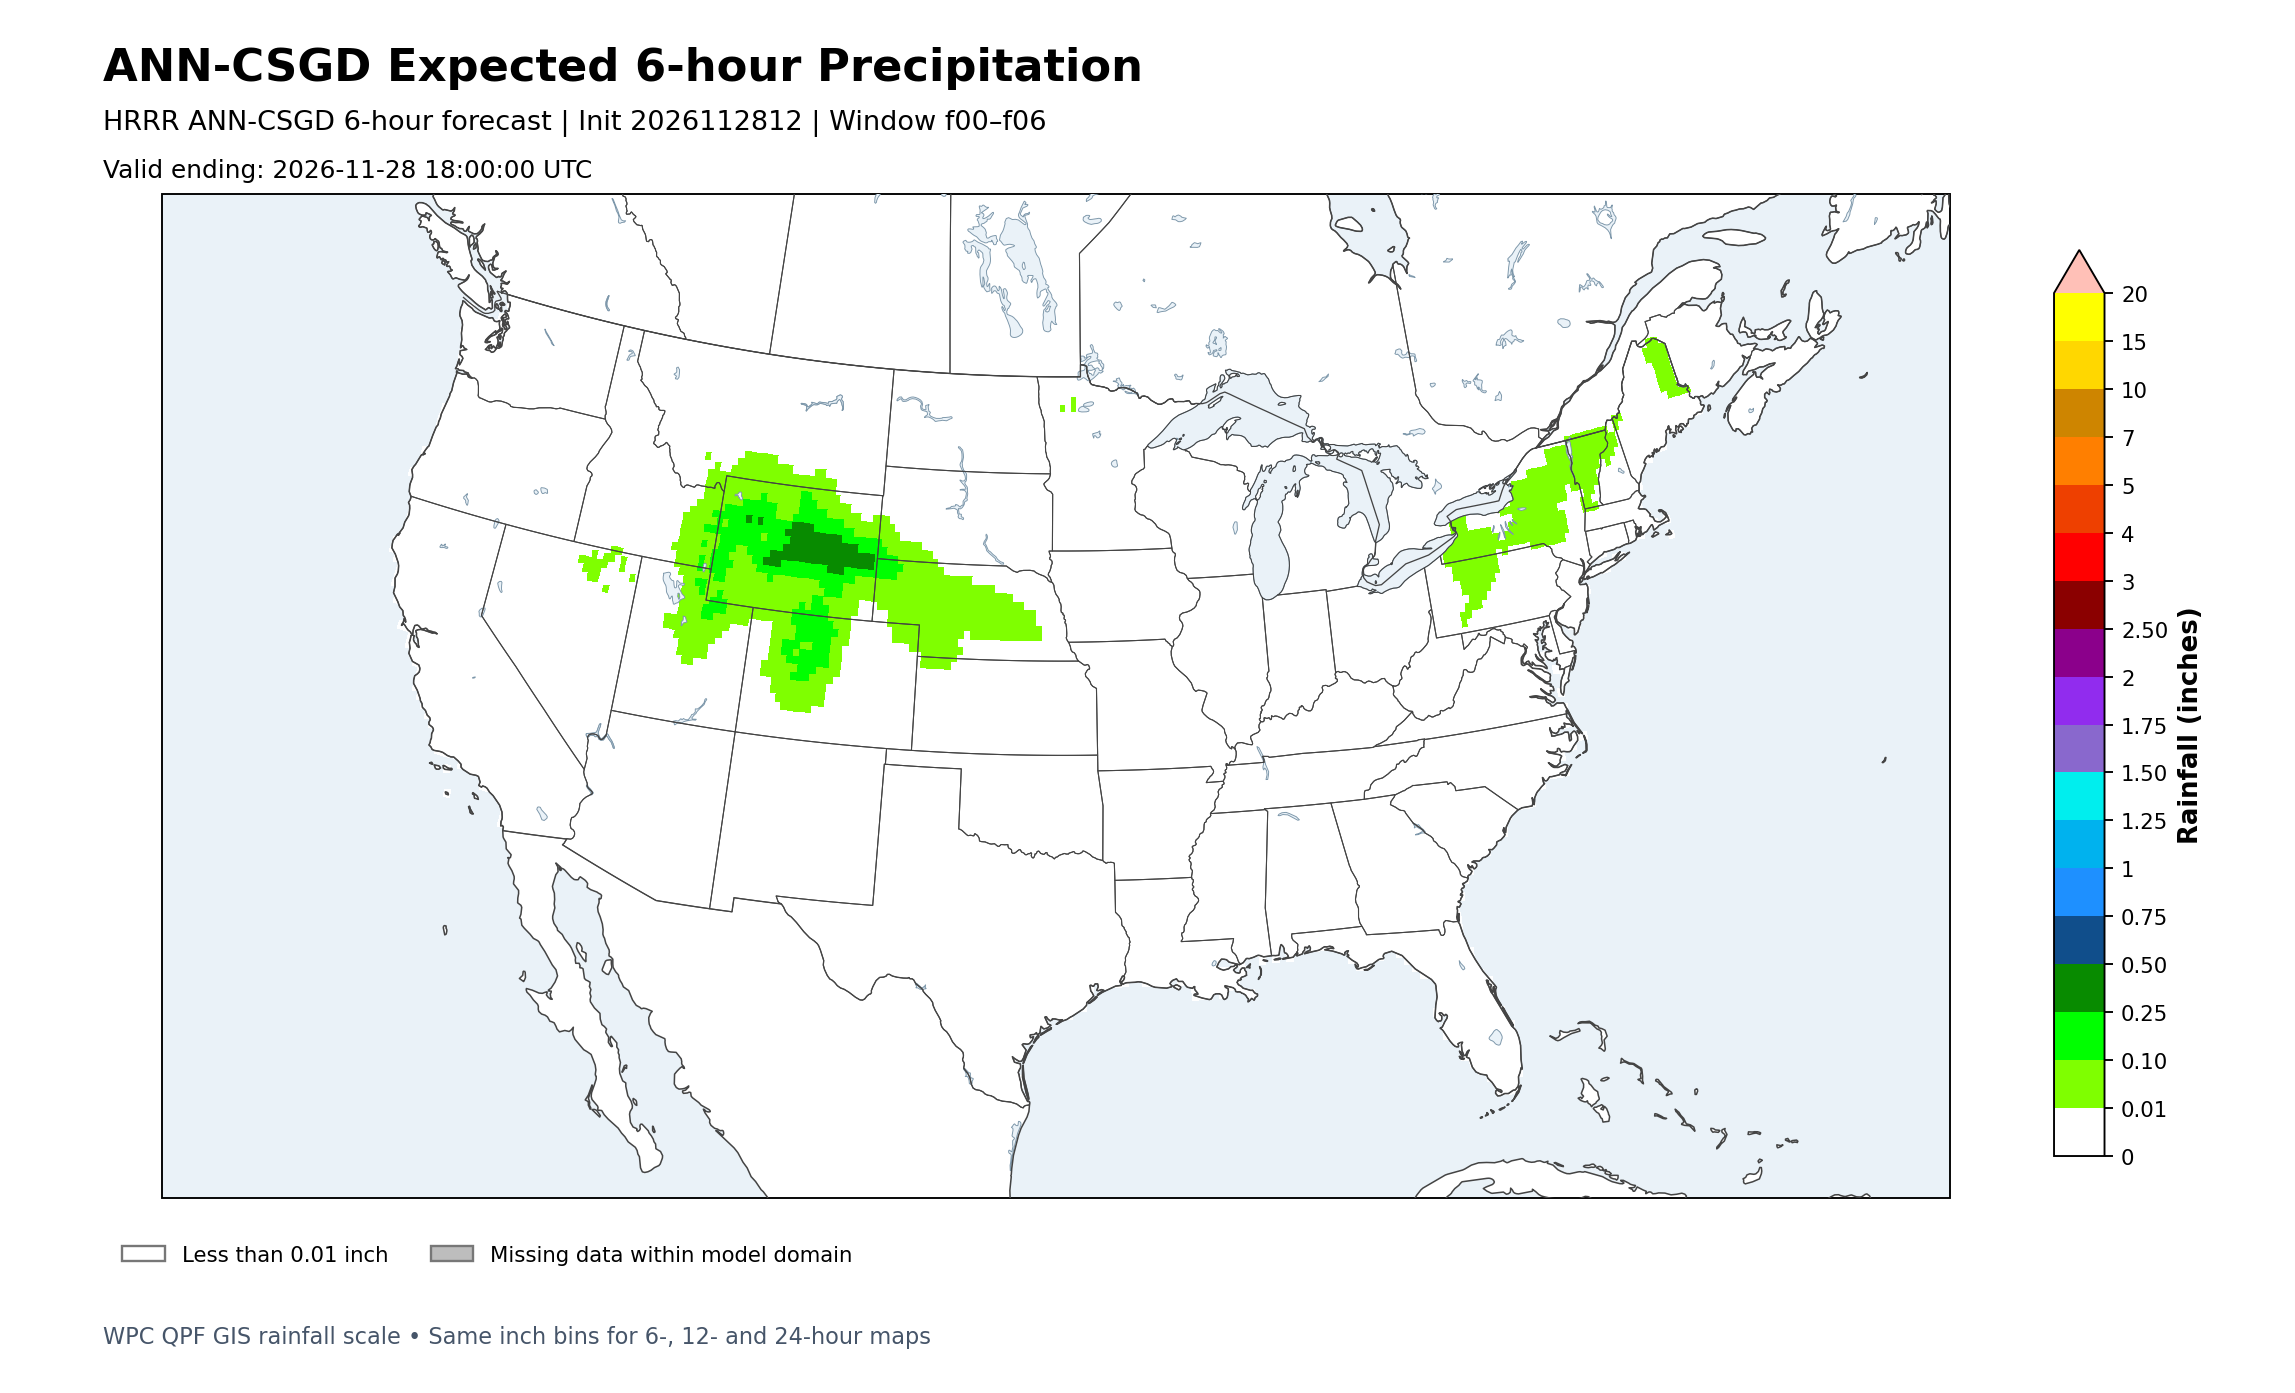 ANN-CSGD Expected 6-hour Precipitation
HRRR ANN-CSGD 6-hour forecast | Init 2026112812 | Window f00–f06
Valid ending: 2026-11-28 18:00:00 UTC
20
15
10
7
5
4
3
2.50
2
1.75
1.50
1.25
1
0.75
0.50
0.25
0.10
0.01
0
Rainfall (inches)
Less than 0.01 inch
Missing data within model domain
WPC QPF GIS rainfall scale • Same inch bins for 6-, 12- and 24-hour maps